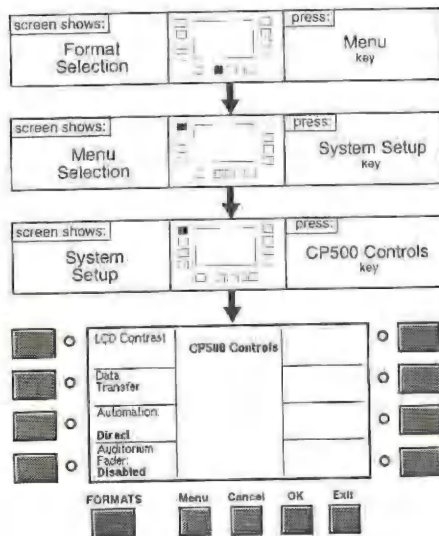 screen shows:
Format
Selection
press:
Menu
key
screen shows:
Menu
Selection
press:
System Setup
key
screen shows:
System
Setup
press:
CP500 Controls
key
LCD Contrast
CP500 Controls
Data
Transfer
Automation:
Direct
Auditorium
Fader:
Disabled
FORMATS Menu Cancel OK Exit